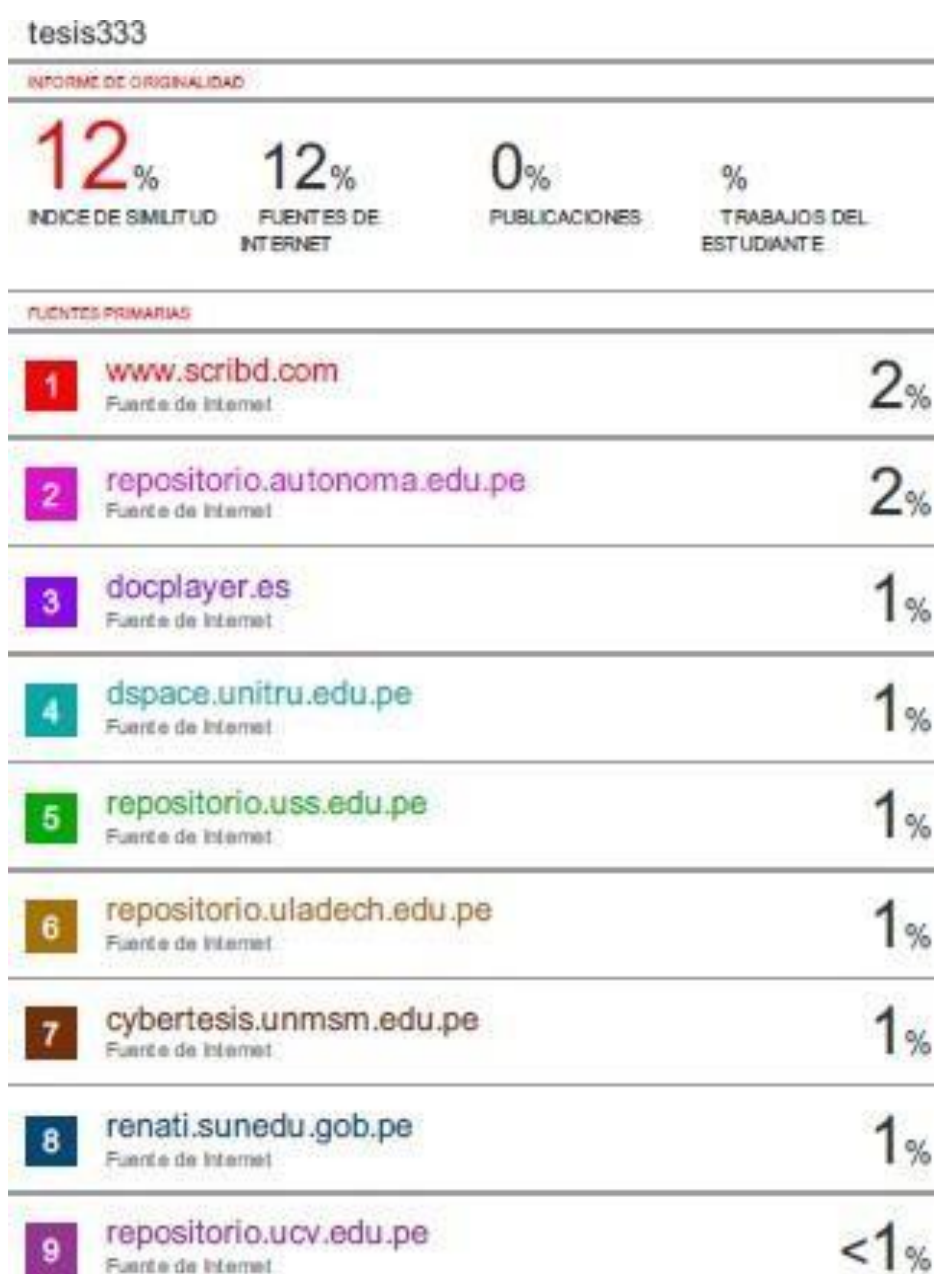 tesis333
INFORME DE ORIGINALIDAD
12% 12% 0% %
INDICE DE SIMILITUD FUENTES DE INTERNET PUBLICACIONES TRABAJOS DEL ESTUDIANTE
FUENTES PRIMARIAS
1 www.scribd.com 2%
Fuente de Internet
2 repositorio.autonoma.edu.pe 2%
Fuente de Internet
3 docplayer.es 1%
Fuente de Internet
4 dspace.unitru.edu.pe 1%
Fuente de Internet
5 repositorio.uss.edu.pe 1%
Fuente de Internet
6 repositorio.uladech.edu.pe 1%
Fuente de Internet
7 cybertesis.unmsm.edu.pe 1%
Fuente de Internet
8 renati.sunedu.gob.pe 1%
Fuente de Internet
9 repositorio.ucv.edu.pe <1%
Fuente de Internet